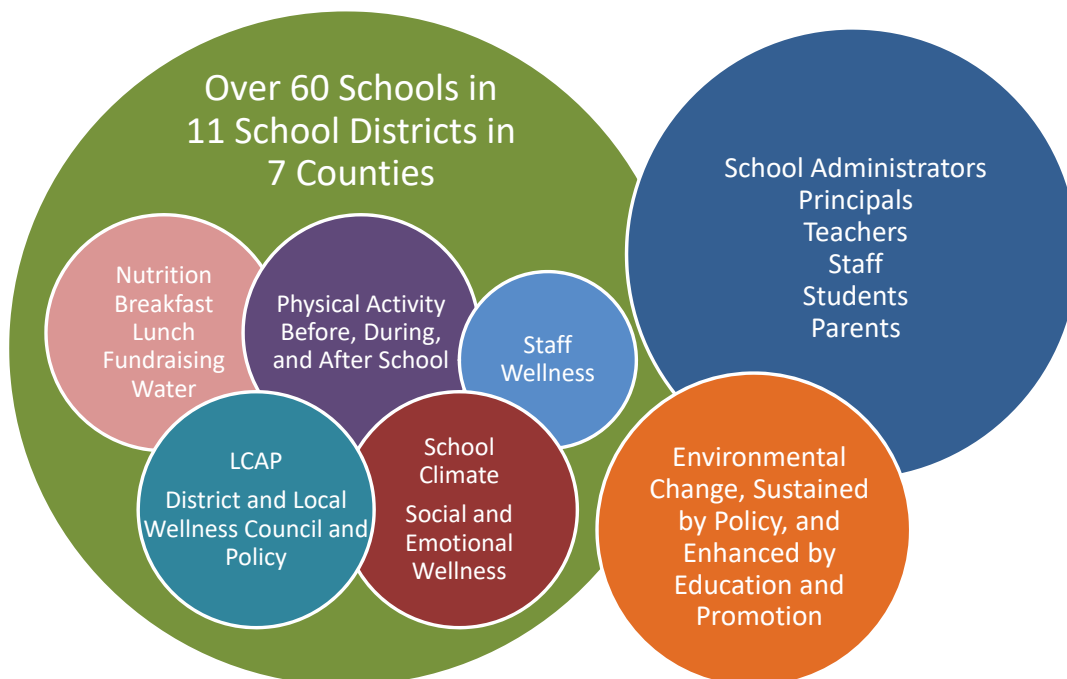 Over 60 Schools in
11 School Districts in
7 Counties
Nutrition
Breakfast
Lunch
Fundraising
Water
Physical Activity
Before, During,
and After School
Staff
Wellness
LCAP
District and Local
Wellness Council and
Policy
School
Climate
Social and
Emotional
Wellness
School Administrators
Principals
Teachers
Staff
Students
Parents
Environmental
Change, Sustained
by Policy, and
Enhanced by
Education and
Promotion